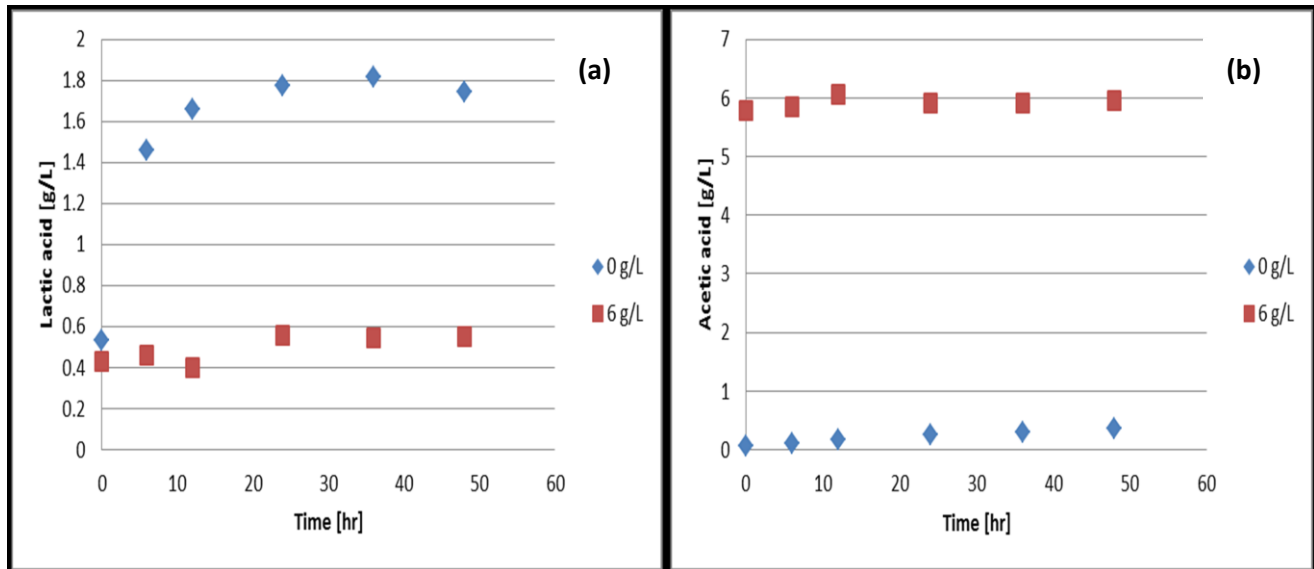 (a)
Lactic acid [g/L]
2
1.8
1.6
1.4
1.2
1
0.8
0.6
0.4
0.2
0
0 10 20 30 40 50 60
Time [hr]
0 g/L
6 g/L
(b)
Acetic acid [g/L]
7
6
5
4
3
2
1
0
0 10 20 30 40 50 60
Time [hr]
0 g/L
6 g/L